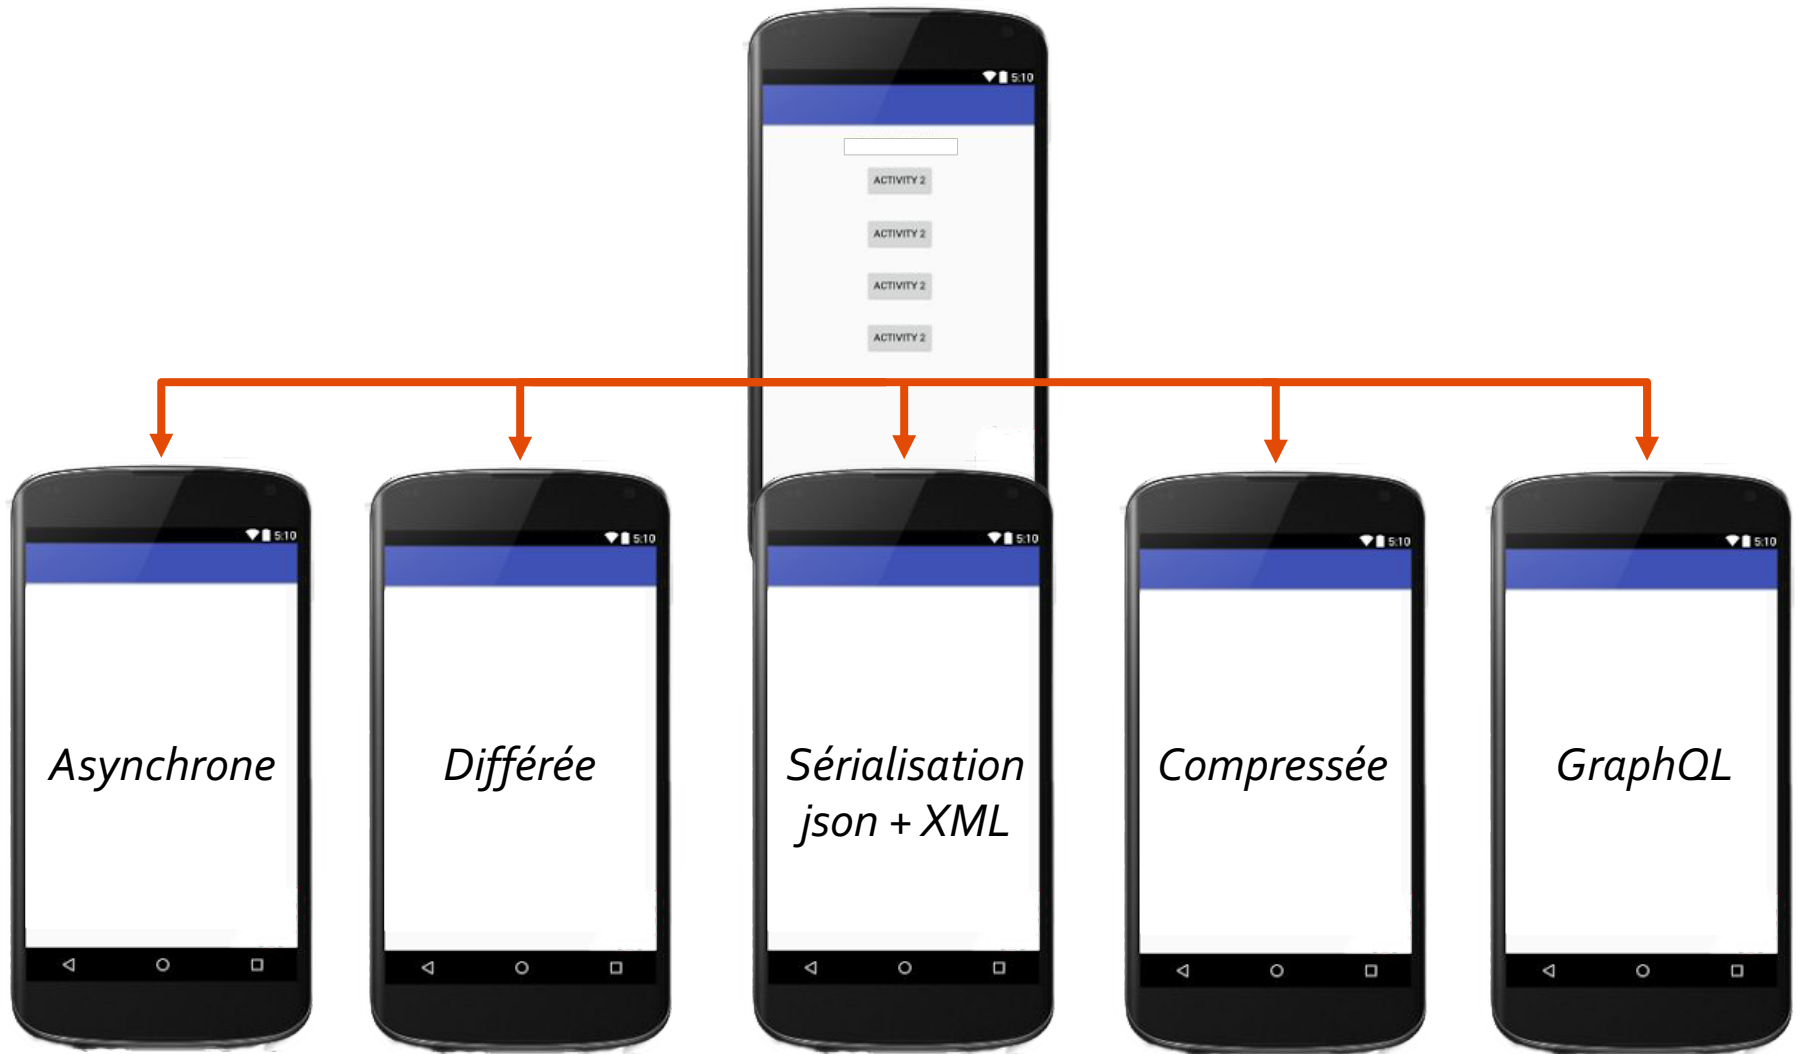 5:10
ACTIVITY 2
ACTIVITY 2
ACTIVITY 2
ACTIVITY 2
5:10
5:10
5:10
5:10
5:10
Asynchrone
Différée
Sérialisation
json + XML
Compressée
GraphQL